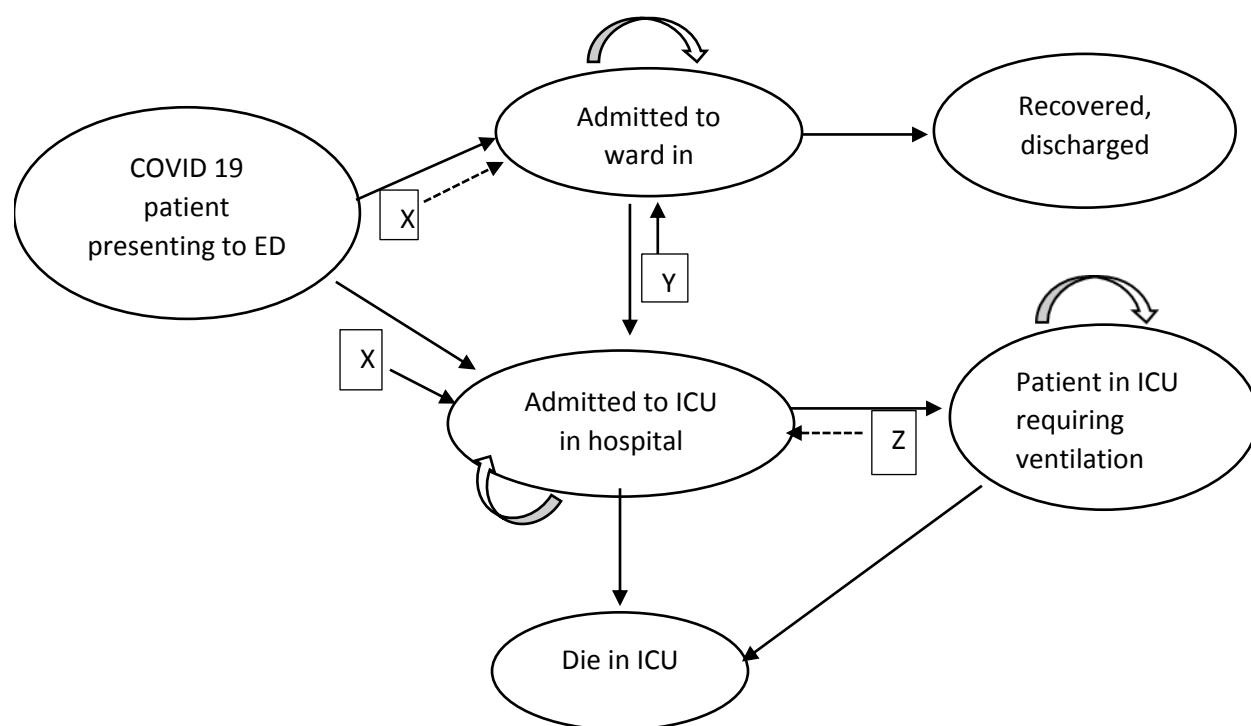 COVID 19
patient
presenting to ED
X
Admitted to
ward in
Recovered,
discharged
Y
X
Admitted to ICU
in hospital
Z
Patient in ICU
requiring
ventilation
Die in ICU